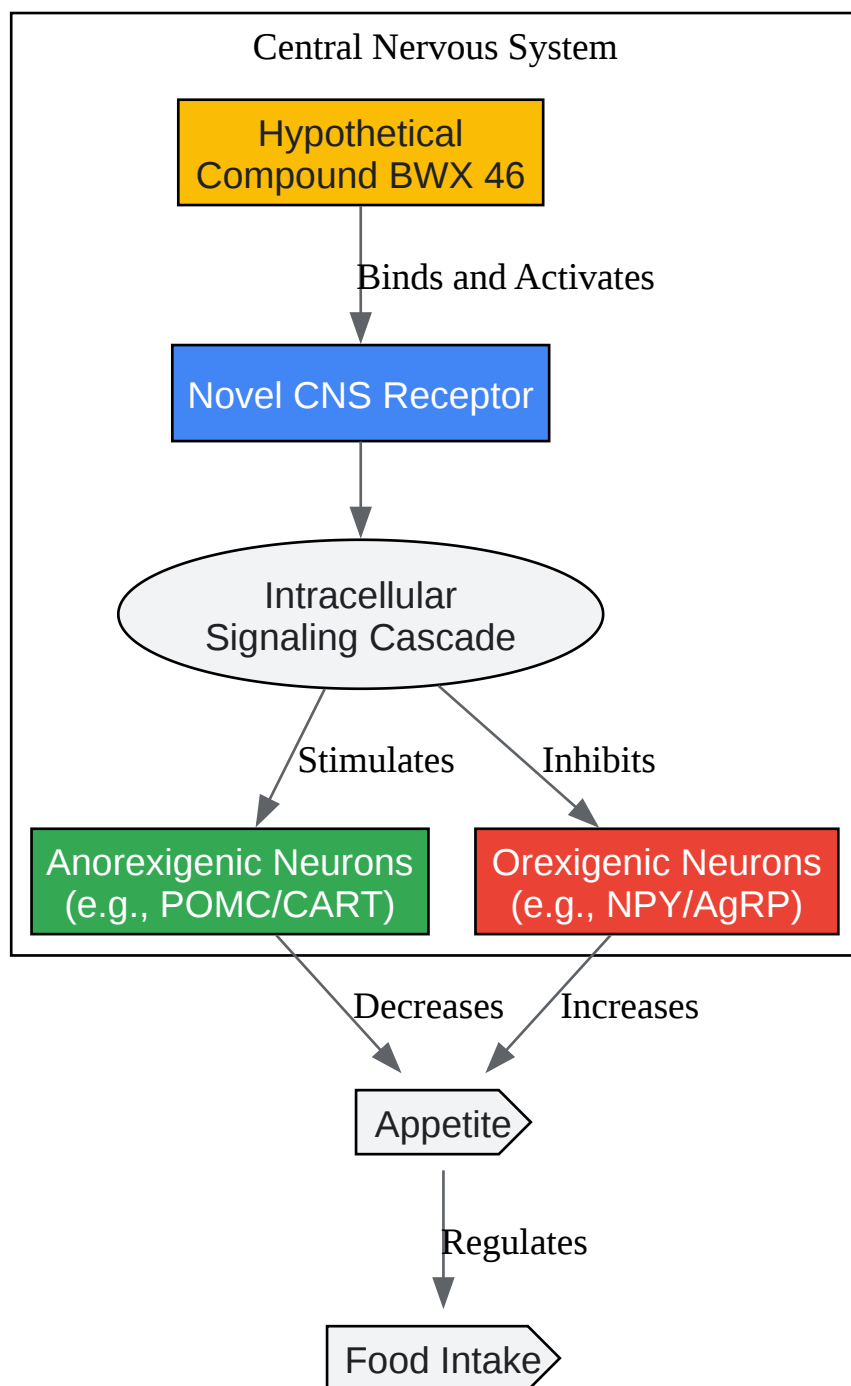 Central Nervous System
Hypothetical
Compound BWX 46
Binds and Activates
Novel CNS Receptor
Intracellular
Signaling Cascade
Stimulates
Inhibits
Anorexigenic Neurons
(e.g., POMC/CART)
Orexigenic Neurons
(e.g., NPY/AgRP)
Decreases
Increases
Appetite
Regulates
Food Intake